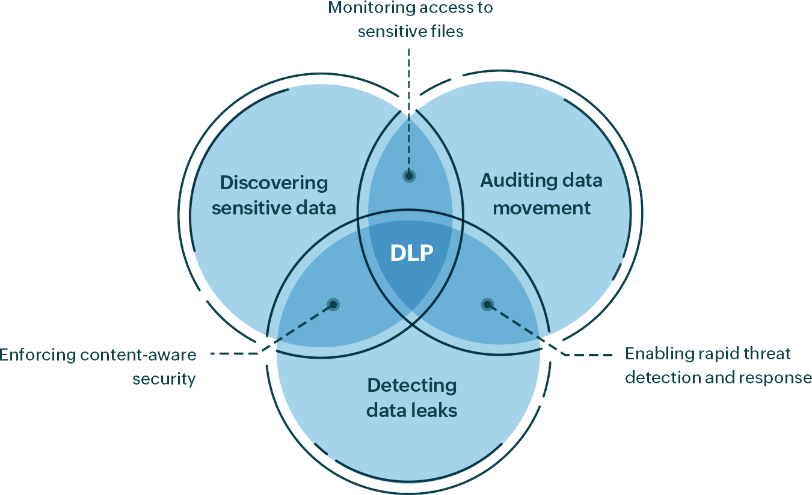 Monitoring access to
sensitive files
Discovering
sensitive data
Auditing data
movement
DLP
Enforcing content-aware
security
Enabling rapid threat
detection and response
Detecting
data leaks